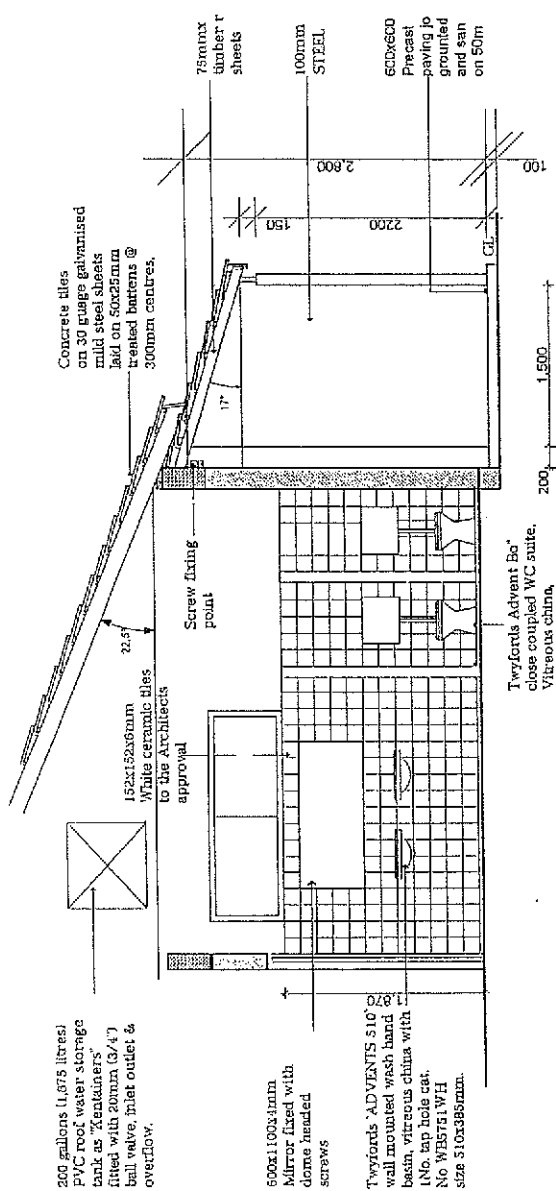 200 gallons (1,875 litres)
PVC roof water storage
tank as "Kentainers"
fitted with 20mm (3/4")
ball valve, inlet outlet &
overflow.
600x1100x4mm
Mirror fixed with
dome headed
screws
Twyfords 'ADVENTS 510'
wall mounted wash hand
basin, vitreous china with
1No. tap hole cat.
No WB5751WH
size 510x385mm.
152x152x6mm
White ceramic tiles
to the Architects
approval
22.5°
Screw fixing
point
1,870
Twyfords Advent Bo"
close coupled WC suite,
Vitreous china,
Concrete tiles
on 30 guage galvanised
mild steel sheets
laid on 50x25mm
treated battens @
300mm centres.
17°
200
1,500
GL
150
2200
2,800
100
75mmx
timber r
sheets
100mm
STEEL
600x600
Precast
paving jo
grounted
and san
on 50m